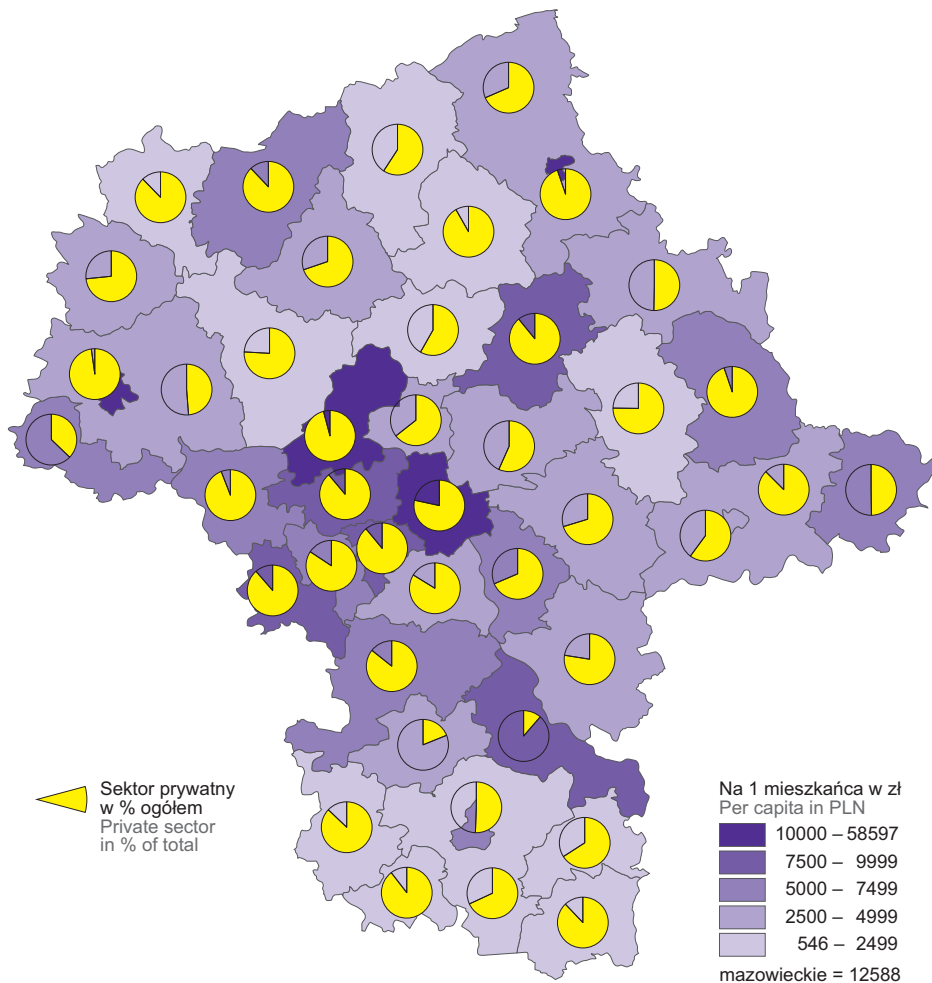 Sektor prywatny
w % ogółem
Private sector
in % of total
Na 1 mieszkańca w zł
Per capita in PLN
10000 – 58597
7500 – 9999
5000 – 7499
2500 – 4999
546 – 2499
mazowieckie = 12588